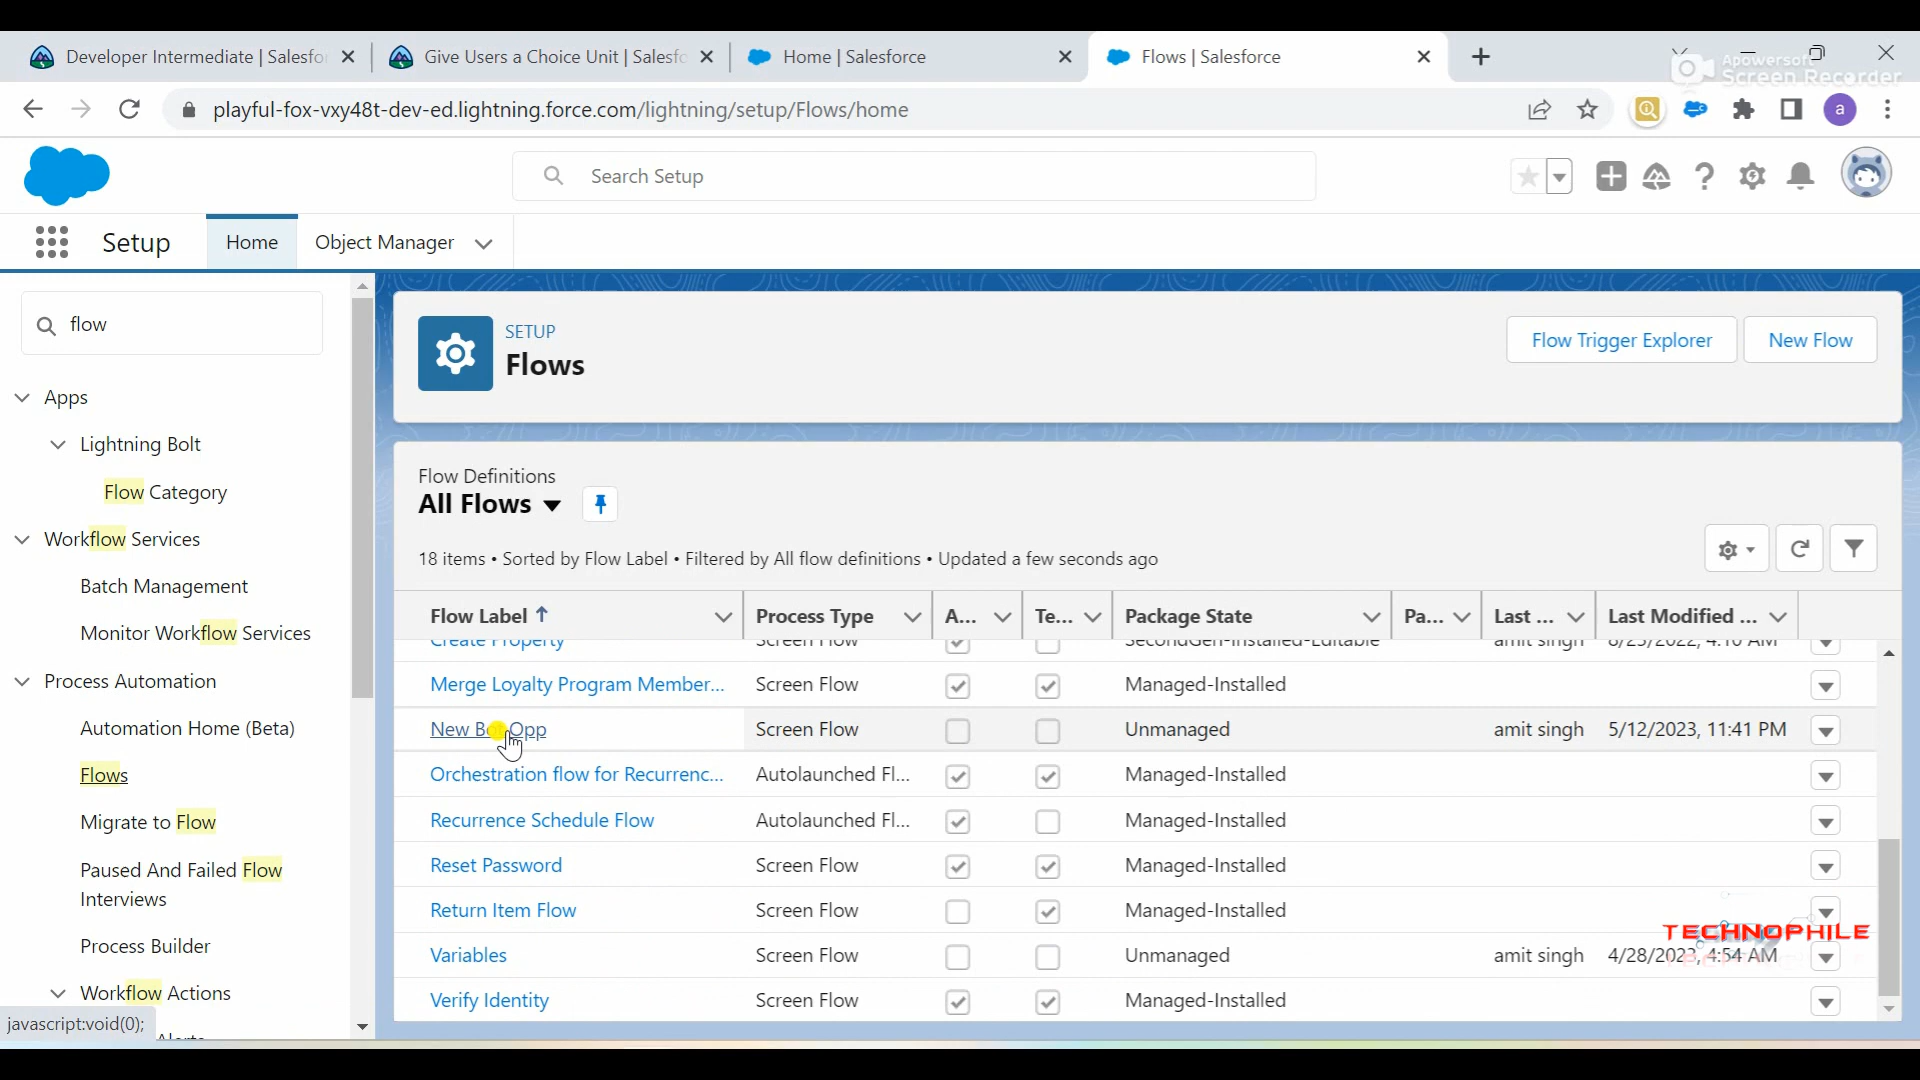 Developer Intermediate | Salesfo
Give Users a Choice Unit | Salesfo
Home | Salesforce
Flows | Salesforce
Apowersoft
Screen Recorder
playful-fox-vxy48t-dev-ed.lightning.force.com/lightning/setup/Flows/home
a
Search Setup
Setup
Home
Object Manager
flow
Apps
Lightning Bolt
Flow Category
Workflow Services
Batch Management
Monitor Workflow Services
Process Automation
Automation Home (Beta)
Flows
Migrate to Flow
Paused And Failed Flow
Interviews
Process Builder
Workflow Actions
javascript:void(0);
SETUP
Flows
Flow Trigger Explorer
New Flow
Flow Definitions
All Flows
18 items • Sorted by Flow Label • Filtered by All flow definitions • Updated a few seconds ago
Flow Label Process Type A... Te... Package State Pa... Last ... Last Modified ...
Create Property Screen Flow SecondGen-Installed-Editable amit singh 8/25/2022, 4:10 AM
Merge Loyalty Program Member... Screen Flow Managed-Installed
New Bot Opp Screen Flow Unmanaged amit singh 5/12/2023, 11:41 PM
Orchestration flow for Recurrenc... Autolaunched Fl... Managed-Installed
Recurrence Schedule Flow Autolaunched Fl... Managed-Installed
Reset Password Screen Flow Managed-Installed
Return Item Flow Screen Flow Managed-Installed
TECHNOPHILE
Variables Screen Flow Unmanaged amit singh 4/28/2023, 4:54 AM
Verify Identity Screen Flow Managed-Installed